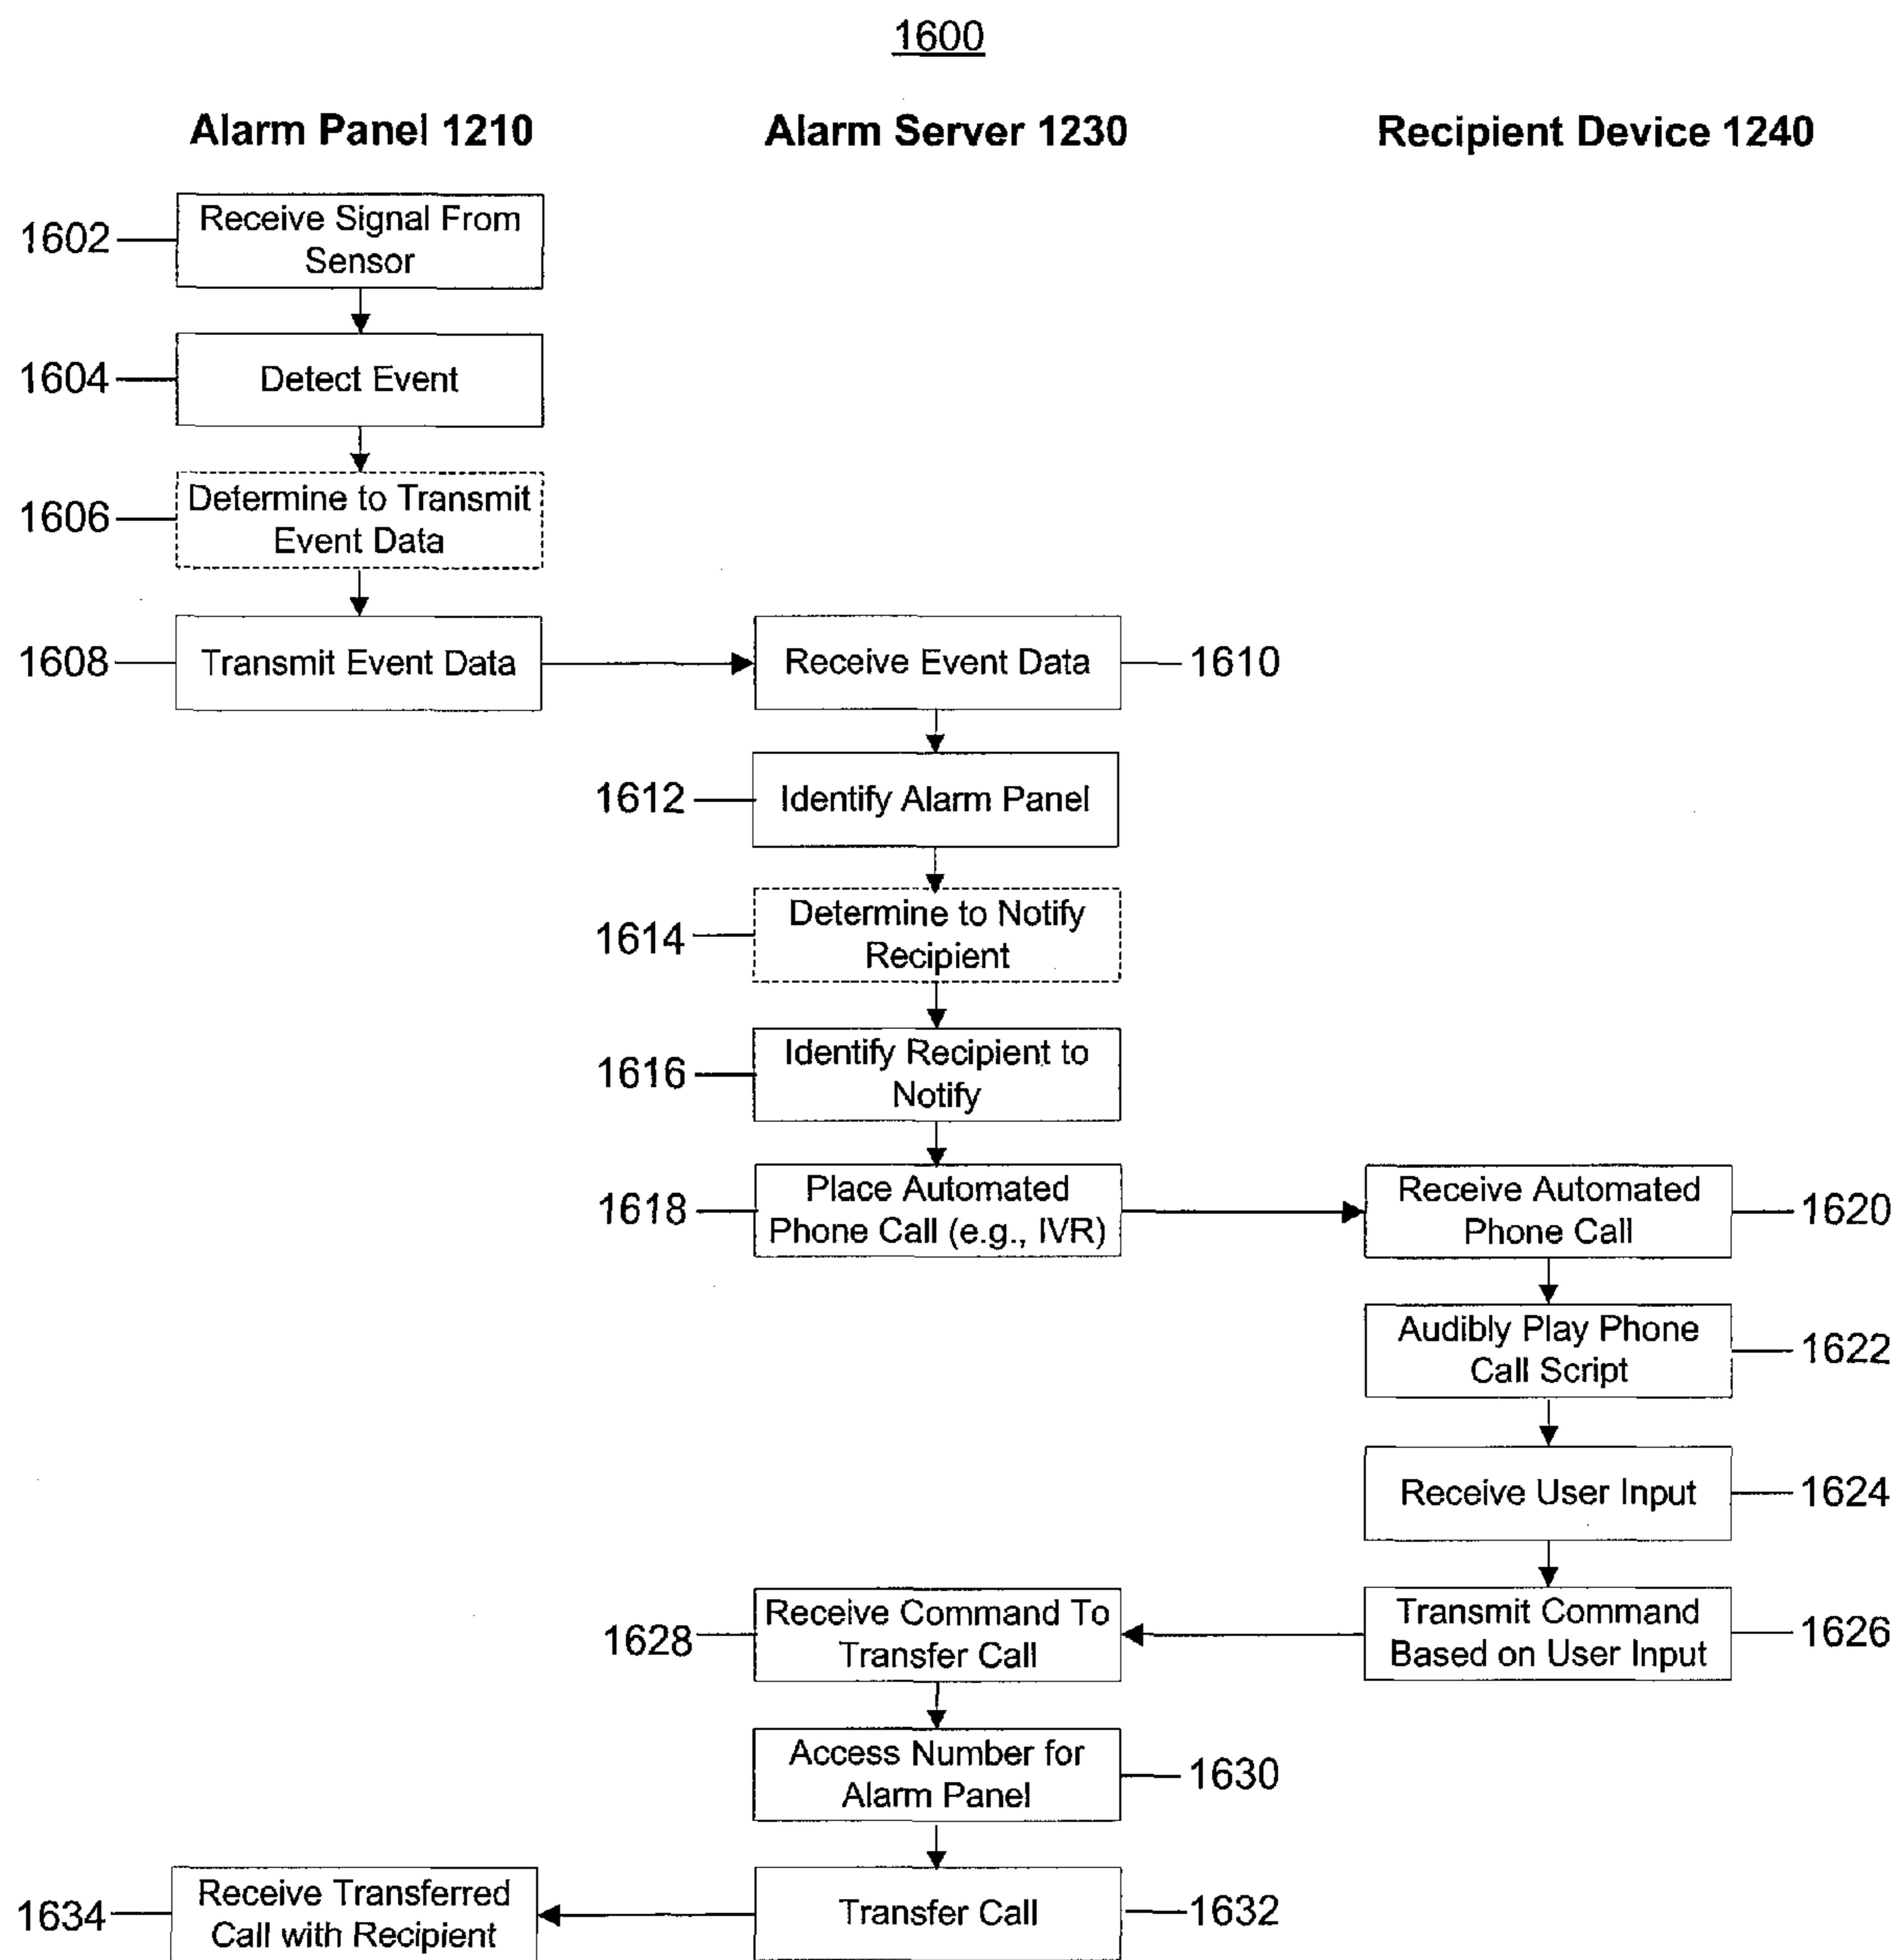 1600
Alarm Panel 1210
Alarm Server 1230
Recipient Device 1240
1602
Receive Signal From
Sensor
1604
Detect Event
1606
Determine to Transmit
Event Data
1608
Transmit Event Data
Receive Event Data
1610
1612
Identify Alarm Panel
1614
Determine to Notify
Recipient
1616
Identify Recipient to
Notify
1618
Place Automated
Phone Call (e.g., IVR)
Receive Automated
Phone Call
1620
Audibly Play Phone
Call Script
1622
Receive User Input
1624
Transmit Command
Based on User Input
1626
1628
Receive Command To
Transfer Call
Access Number for
Alarm Panel
1630
Transfer Call
1632
1634
Receive Transferred
Call with Recipient